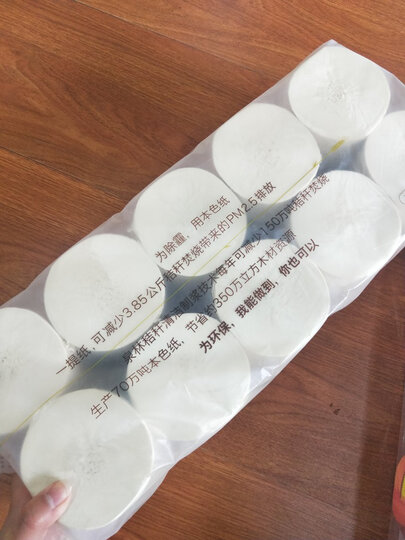 为除霾，用本色纸
一提纸，可减少3.85公斤秸秆焚烧带来的PM2.5排放
泉林秸秆清洁制浆技术每年可减少150万吨秸秆焚烧
生产70万吨本色纸，节省约350万立方木材资源
为环保，我能做到，你也可以